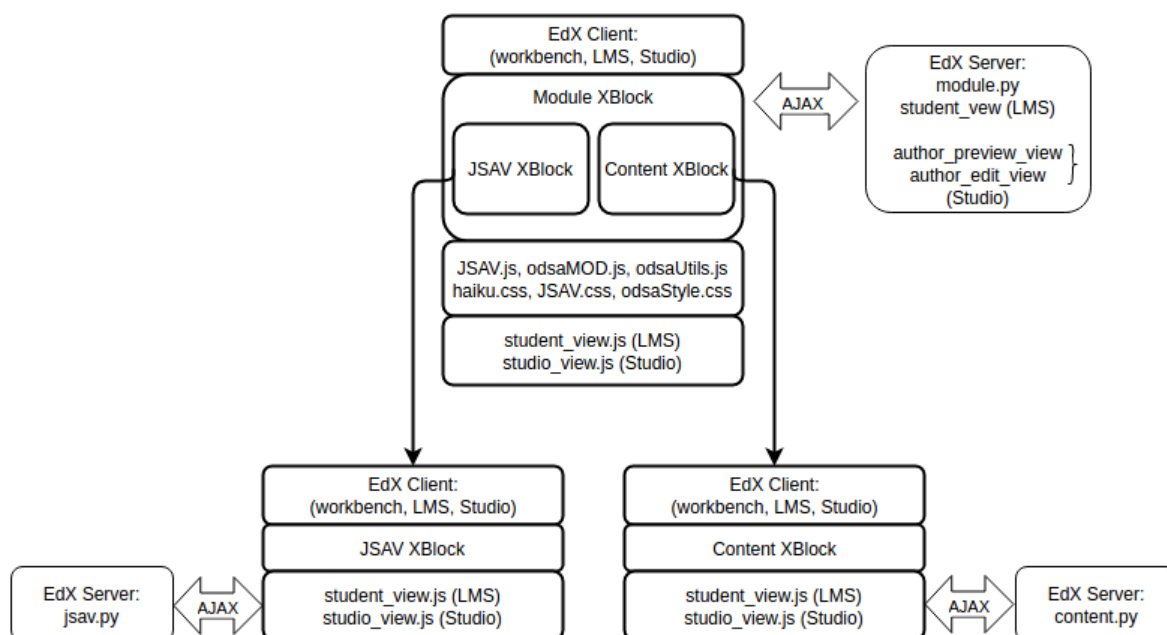 EdX Client:
(workbench, LMS, Studio)
Module XBlock
JSAV XBlock
Content XBlock
AJAX
EdX Server:
module.py
student_vew (LMS)
author_preview_view
author_edit_view
(Studio)
JSAV.js, odsaMOD.js, odsaUtils.js
haiku.css, JSAV.css, odsaStyle.css
student_view.js (LMS)
studio_view.js (Studio)
EdX Client:
(workbench, LMS, Studio)
JSAV XBlock
student_view.js (LMS)
studio_view.js (Studio)
AJAX
EdX Server:
jsav.py
EdX Client:
(workbench, LMS, Studio)
Content XBlock
student_view.js (LMS)
studio_view.js (Studio)
AJAX
EdX Server:
content.py